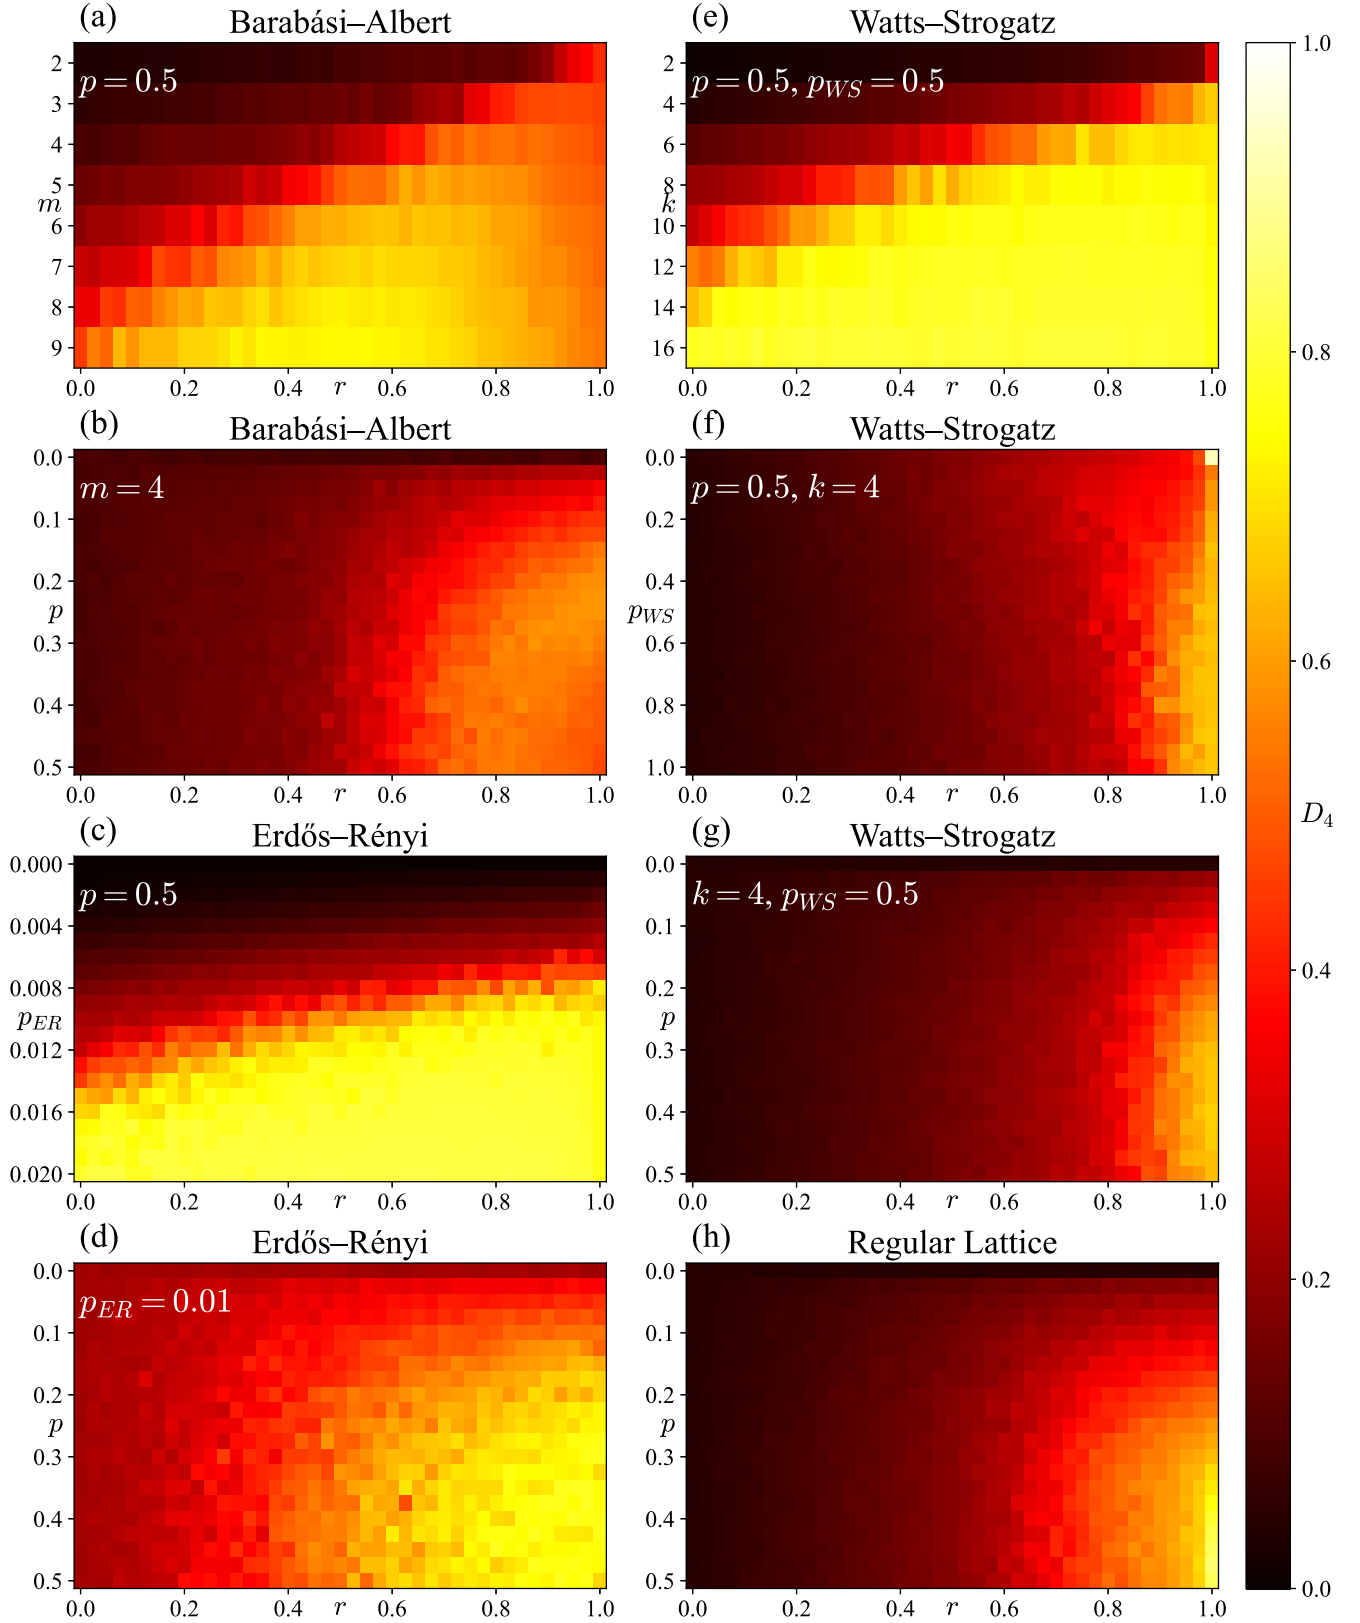 (a) Barabási–Albert
p = 0.5
2
3
4
5
m
6
7
8
9
0.0 0.2 0.4 r 0.6 0.8 1.0
(b) Barabási–Albert
m = 4
0.0
0.1
0.2
p
0.3
0.4
0.5
0.0 0.2 0.4 r 0.6 0.8 1.0
(c) Erdős–Rényi
p = 0.5
0.000
0.004
0.008
p_{ER}
0.012
0.016
0.020
0.0 0.2 0.4 r 0.6 0.8 1.0
(d) Erdős–Rényi
p_{ER} = 0.01
0.0
0.1
0.2
p
0.3
0.4
0.5
0.0 0.2 0.4 r 0.6 0.8 1.0
(e) Watts–Strogatz
p = 0.5, p_{WS} = 0.5
2
4
6
8
k
10
12
14
16
0.0 0.2 0.4 r 0.6 0.8 1.0
(f) Watts–Strogatz
p = 0.5, k = 4
0.0
0.2
0.4
p_{WS}
0.6
0.8
1.0
0.0 0.2 0.4 r 0.6 0.8 1.0
(g) Watts–Strogatz
k = 4, p_{WS} = 0.5
0.0
0.1
0.2
p
0.3
0.4
0.5
0.0 0.2 0.4 r 0.6 0.8 1.0
(h) Regular Lattice
0.0
0.1
0.2
p
0.3
0.4
0.5
0.0 0.2 0.4 r 0.6 0.8 1.0
1.0
0.8
0.6
D_4
0.4
0.2
0.0